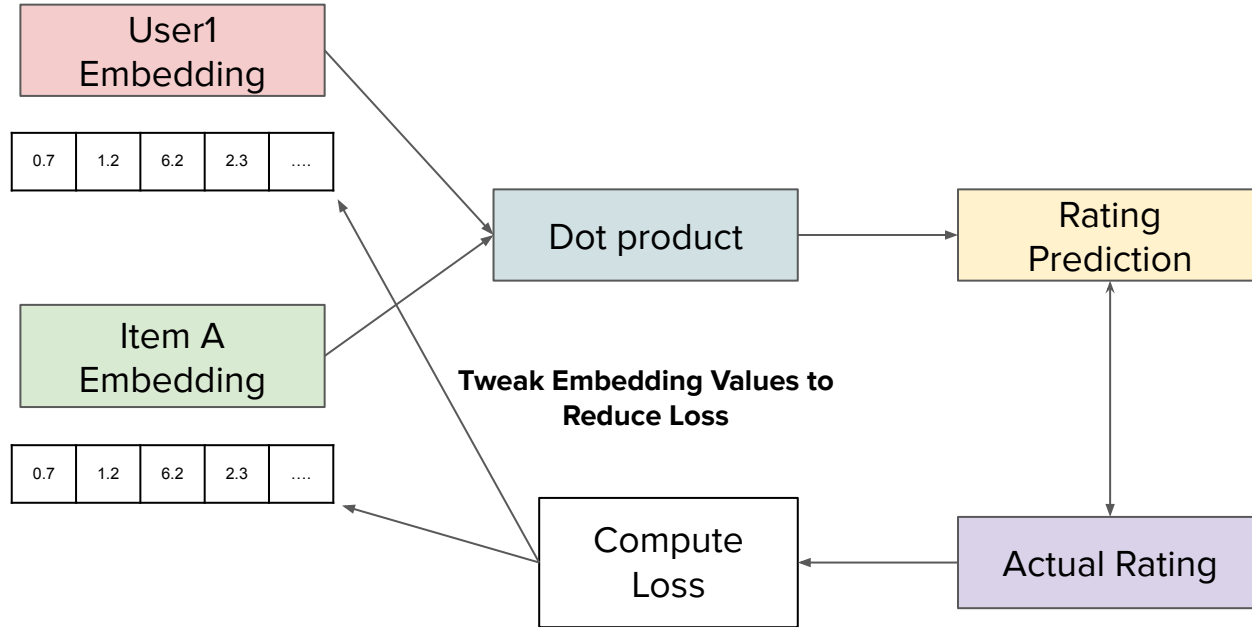 User1
Embedding
0.7 1.2 6.2 2.3 ....
Dot product
Rating
Prediction
Item A
Embedding
Tweak Embedding Values to
Reduce Loss
0.7 1.2 6.2 2.3 ....
Compute
Loss
Actual Rating